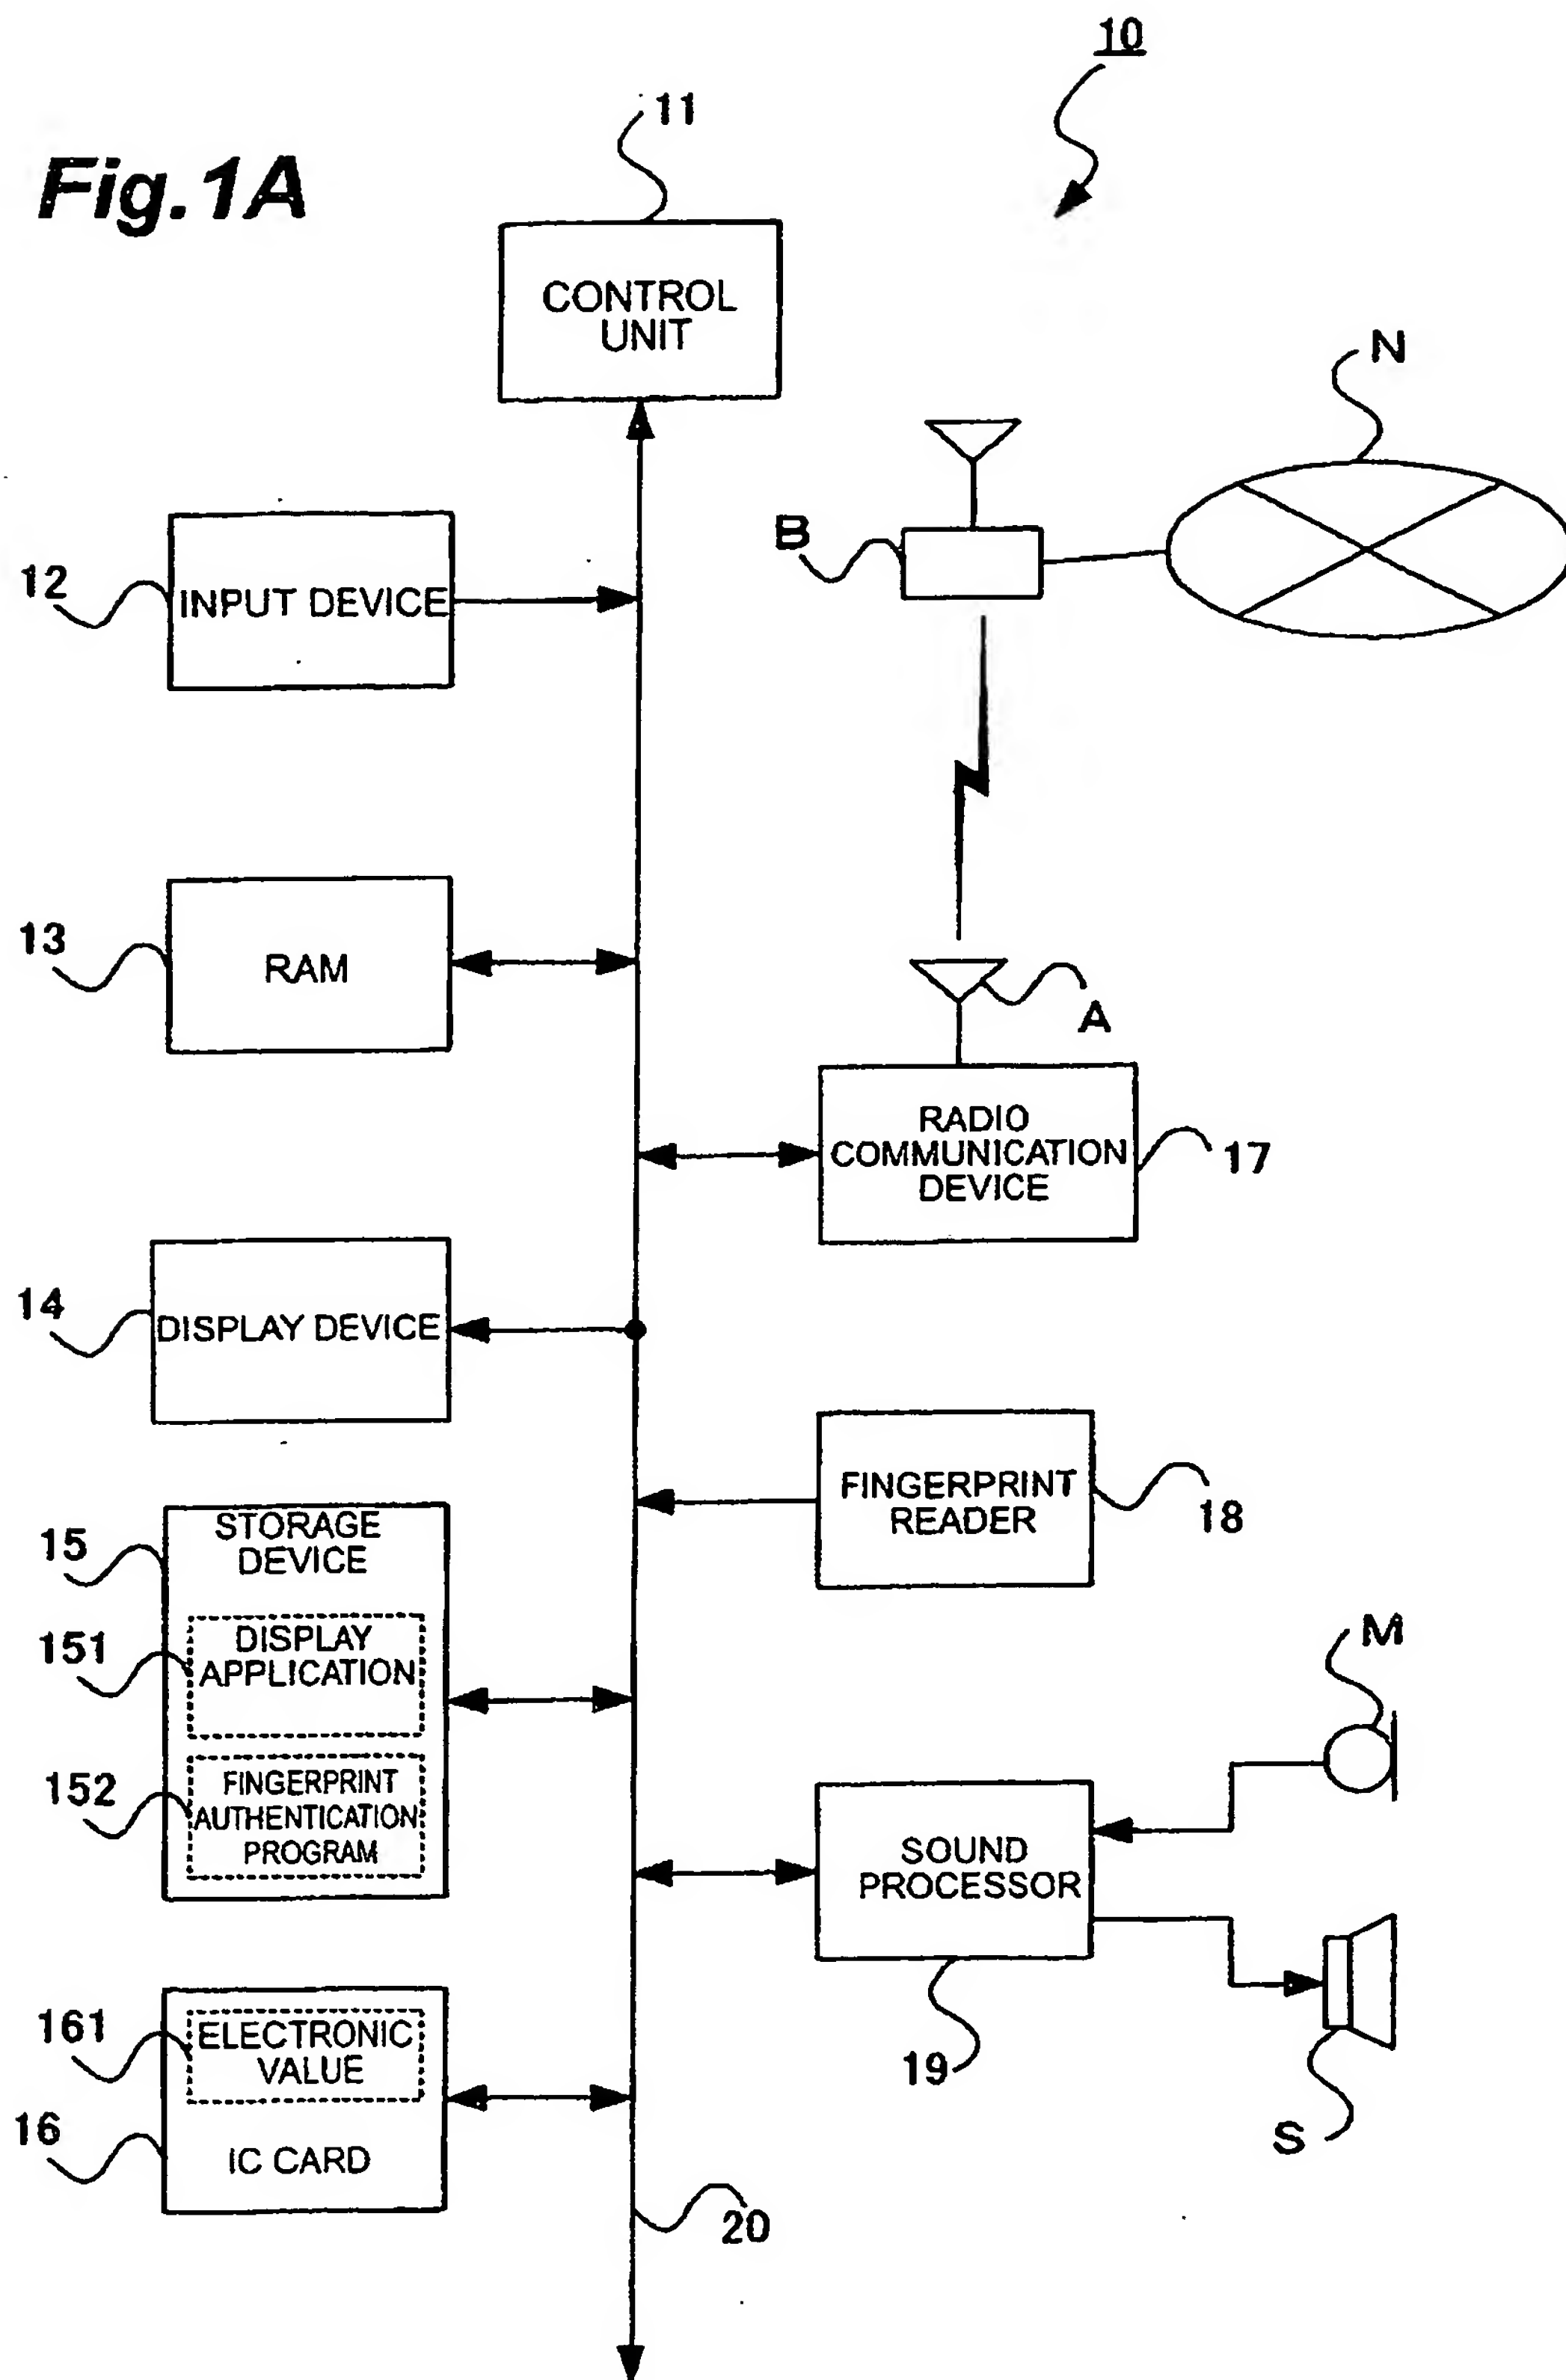 10
11
Fig.1A
CONTROL
UNIT
N
B
12
INPUT DEVICE
13
RAM
A
RADIO
COMMUNICATION
DEVICE
17
14
DISPLAY DEVICE
FINGERPRINT
READER
18
15
STORAGE
DEVICE
151
DISPLAY
APPLICATION
M
152
FINGERPRINT
AUTHENTICATION
PROGRAM
SOUND
PROCESSOR
161
ELECTRONIC
VALUE
19
S
16
IC CARD
20